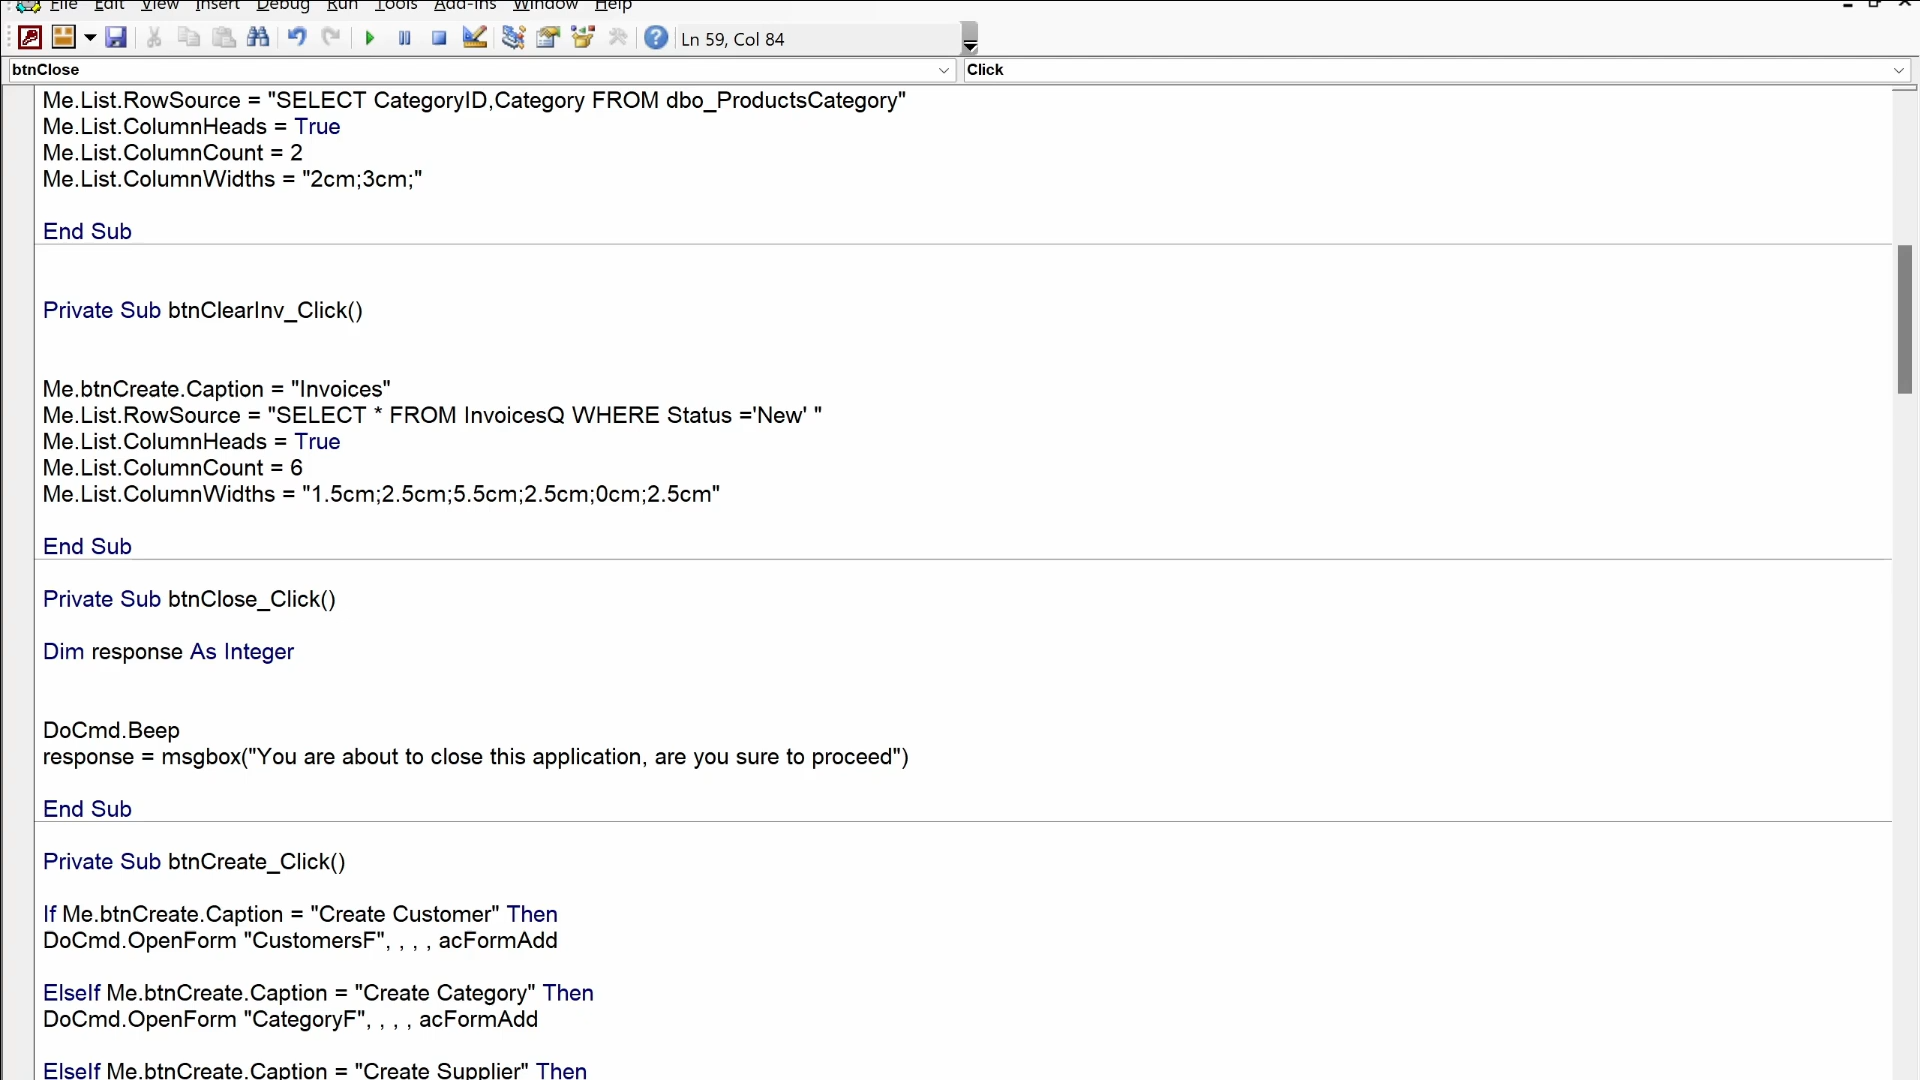 File Edit View Insert Debug Run Tools Add-Ins Window Help
Ln 59, Col 84
btnClose Click
Me.List.RowSource = "SELECT CategoryID,Category FROM dbo_ProductsCategory"
Me.List.ColumnHeads = True
Me.List.ColumnCount = 2
Me.List.ColumnWidths = "2cm;3cm;"
End Sub
Private Sub btnClearInv_Click()
Me.btnCreate.Caption = "Invoices"
Me.List.RowSource = "SELECT * FROM InvoicesQ WHERE Status ='New' "
Me.List.ColumnHeads = True
Me.List.ColumnCount = 6
Me.List.ColumnWidths = "1.5cm;2.5cm;5.5cm;2.5cm;0cm;2.5cm"
End Sub
Private Sub btnClose_Click()
Dim response As Integer
DoCmd.Beep
response = msgbox("You are about to close this application, are you sure to proceed")
End Sub
Private Sub btnCreate_Click()
If Me.btnCreate.Caption = "Create Customer" Then
DoCmd.OpenForm "CustomersF", , , , acFormAdd
ElseIf Me.btnCreate.Caption = "Create Category" Then
DoCmd.OpenForm "CategoryF", , , , acFormAdd
ElseIf Me.btnCreate.Caption = "Create Supplier" Then